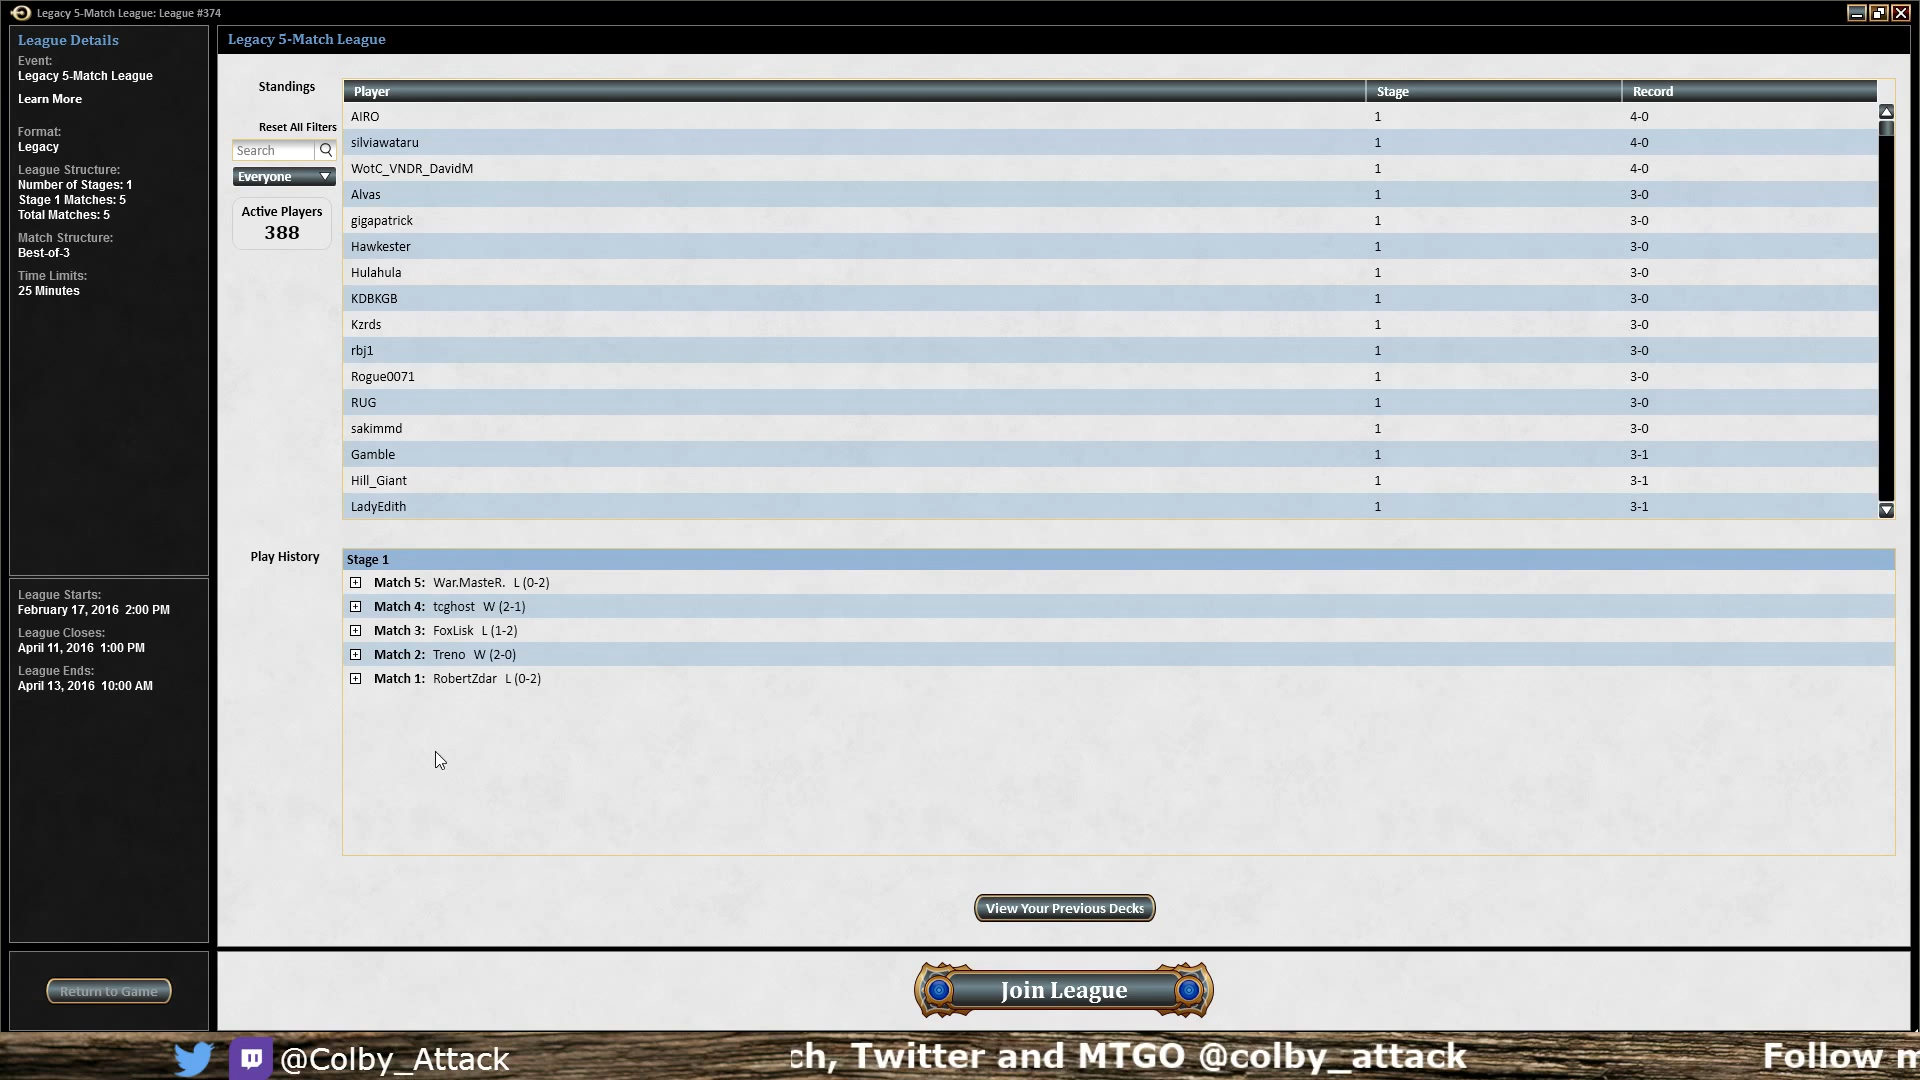 Legacy 5-Match League: League #374
League Details
Event:
Legacy 5-Match League
Learn More
Format:
Legacy
League Structure:
Number of Stages: 1
Stage 1 Matches: 5
Total Matches: 5
Match Structure:
Best-of-3
Time Limits:
25 Minutes
League Starts:
February 17, 2016 2:00 PM
League Closes:
April 11, 2016 1:00 PM
League Ends:
April 13, 2016 10:00 AM
Return to Game
Legacy 5-Match League
Standings
Reset All Filters
Search
Everyone
Active Players
388
Player Stage Record
AIRO 1 4-0
silviawataru 1 4-0
WotC_VNDR_DavidM 1 4-0
Alvas 1 3-0
gigapatrick 1 3-0
Hawkester 1 3-0
Hulahula 1 3-0
KDBKGB 1 3-0
Kzrds 1 3-0
rbj1 1 3-0
Rogue0071 1 3-0
RUG 1 3-0
sakimmd 1 3-0
Gamble 1 3-1
Hill_Giant 1 3-1
LadyEdith 1 3-1
Play History
Stage 1
Match 5: War.MasteR. L (0-2)
Match 4: tcghost W (2-1)
Match 3: FoxLisk L (1-2)
Match 2: Treno W (2-0)
Match 1: RobertZdar L (0-2)
View Your Previous Decks
Join League
@Colby_Attack
ch, Twitter and MTGO @colby_attack
Follow m